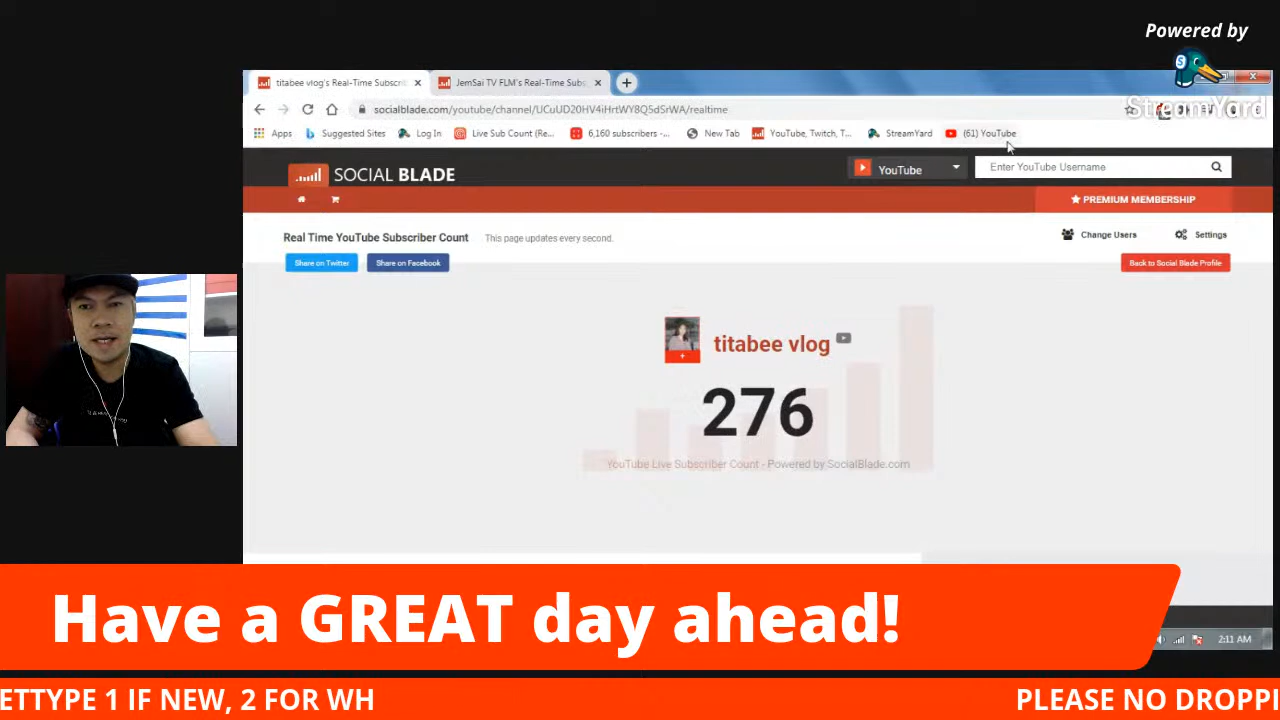 Powered by
StreamYard
titabee vlog's Real-Time Subscri
JemSai TV FLM's Real-Time Subs
socialblade.com/youtube/channel/UCuUD20HV4iHrtWY8Q5dSrWA/realtime
Apps
Suggested Sites
Log In
Live Sub Count (Re...
6,160 subscribers -...
New Tab
YouTube, Twitch, T...
StreamYard
(61) YouTube
SOCIAL BLADE
YouTube
Enter YouTube Username
PREMIUM MEMBERSHIP
Real Time YouTube Subscriber Count
This page updates every second.
Change Users
Settings
Share on Twitter
Share on Facebook
Back to Social Blade Profile
titabee vlog
276
YouTube Live Subscriber Count - Powered by SocialBlade.com
Have a GREAT day ahead!
2:11 AM
ETTYPE 1 IF NEW, 2 FOR WH
PLEASE NO DROPPI